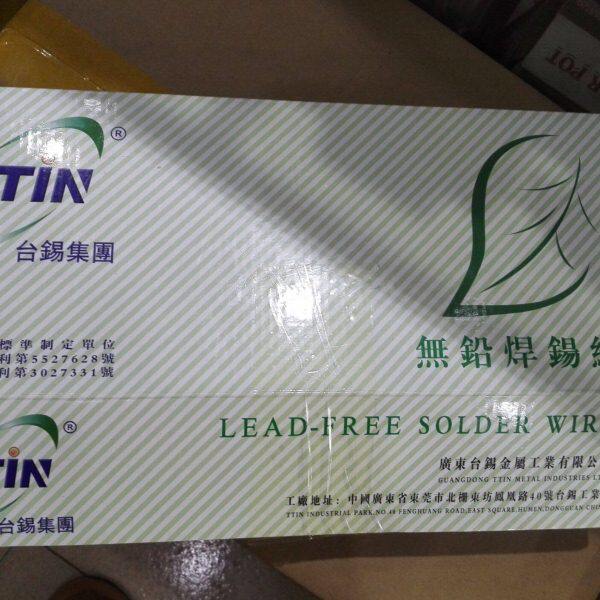 R POT
TTIN®
台錫集團
標準制定單位
利第5527628號
利第3027331號
無鉛焊錫
LEAD-FREE SOLDER
TIN®
台錫集團
廣東台錫金屬工業有限公
GUANGDONG TTIN METAL INDUSTRIES
工廠地址: 中國廣東省東莞市北柵東坊鳳凰路40號台錫工業
TTIN INDUSTRIAL PARK.NO.40 FENGHUANG ROAD,EAST SQUARE,HUMEN,DONGGUAN